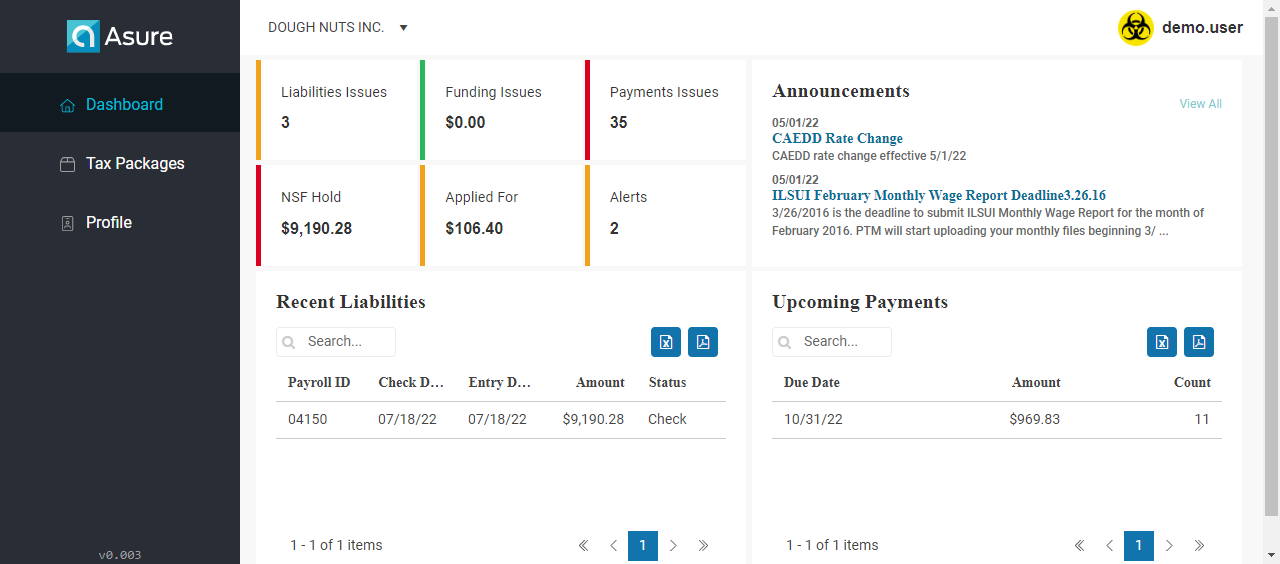 Asure
DOUGH NUTS INC.
demo.user
Dashboard
Tax Packages
Profile
v0.003
Liabilities Issues
3
Funding Issues
$0.00
Payments Issues
35
NSF Hold
$9,190.28
Applied For
$106.40
Alerts
2
Announcements
View All
05/01/22
CAEDD Rate Change
CAEDD rate change effective 5/1/22
05/01/22
ILSUI February Monthly Wage Report Deadline3.26.16
3/26/2016 is the deadline to submit ILSUI Monthly Wage Report for the month of
February 2016. PTM will start uploading your monthly files beginning 3/ ...
Recent Liabilities
Search...
Payroll ID Check D... Entry D... Amount Status
04150 07/18/22 07/18/22 $9,190.28 Check
1 - 1 of 1 items 1
Upcoming Payments
Search...
Due Date Amount Count
10/31/22 $969.83 11
1 - 1 of 1 items 1